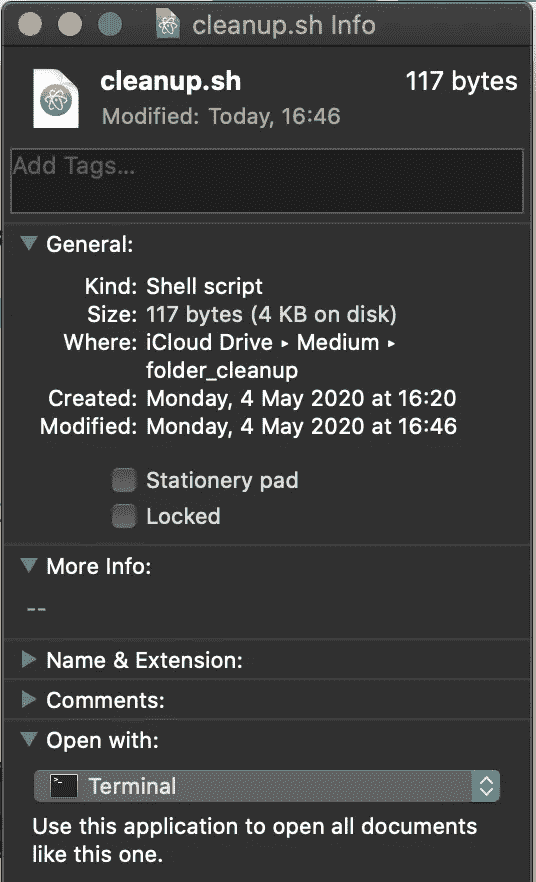 cleanup.sh Info
cleanup.sh 117 bytes
Modified: Today, 16:46
Add Tags...
General:
Kind: Shell script
Size: 117 bytes (4 KB on disk)
Where: iCloud Drive ▸ Medium ▸
folder_cleanup
Created: Monday, 4 May 2020 at 16:20
Modified: Monday, 4 May 2020 at 16:46
Stationery pad
Locked
More Info:
--
Name & Extension:
Comments:
Open with:
Terminal
Use this application to open all documents
like this one.